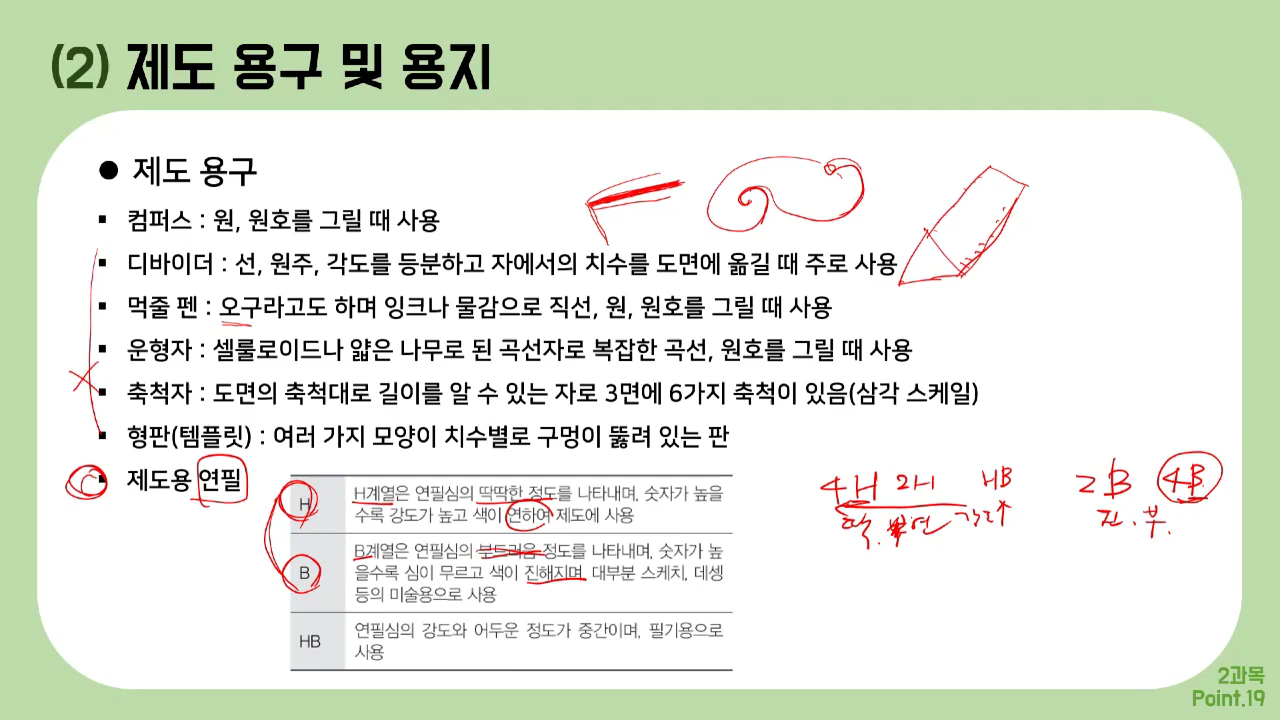 (2) 제도 용구 및 용지
● 제도 용구
▪ 컴퍼스 : 원, 원호를 그릴 때 사용
▪ 디바이더 : 선, 원주, 각도를 등분하고 자에서의 치수를 도면에 옮길 때 주로 사용
▪ 먹줄 펜 : 오구라고도 하며 잉크나 물감으로 직선, 원, 원호를 그릴 때 사용
▪ 운형자 : 셀룰로이드나 얇은 나무로 된 곡선자로 복잡한 곡선, 원호를 그릴 때 사용
▪ 축척자 : 도면의 축척대로 길이를 알 수 있는 자로 3면에 6가지 축척이 있음(삼각 스케일)
▪ 형판(템플릿) : 여러 가지 모양이 치수별로 구멍이 뚫려 있는 판
▪ 제도용 연필
H
H계열은 연필심의 딱딱한 정도를 나타내며, 숫자가 높을
수록 강도가 높고 색이 연하여 제도에 사용
B
B계열은 연필심의 부드러움 정도를 나타내며, 숫자가 높
을수록 심이 무르고 색이 진해지며, 대부분 스케치, 데셍
등의 미술용으로 사용
HB
연필심의 강도와 어두운 정도가 중간이며, 필기용으로
사용
4H 2H HB 2B 4B
진. 부.
2과목
Point.19